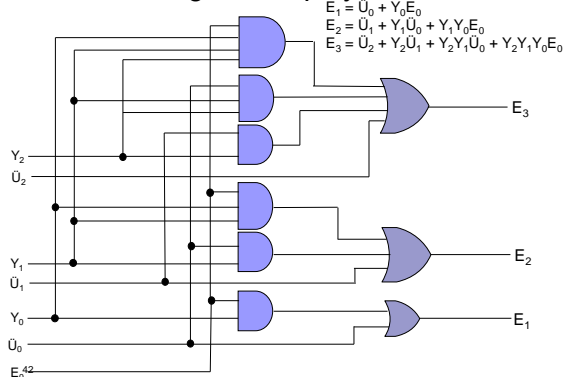 E₁ = Ü₀ + Y₀E₀
E₂ = Ü₁ + Y₁Ü₀ + Y₁Y₀E₀
E₃ = Ü₂ + Y₂Ü₁ + Y₂Y₁Ü₀ + Y₂Y₁Y₀E₀
E₃
Y₂
Ü₂
E₂
Y₁
Ü₁
Y₀
E₁
Ü₀
E₀ 42